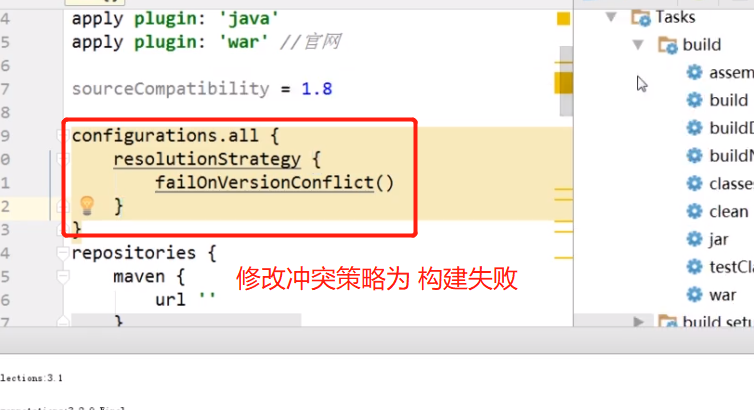 4 apply plugin: 'java'
5 apply plugin: 'war' //官网
6
7 sourceCompatibility = 1.8
8
9 configurations.all {
0 resolutionStrategy {
1 failOnVersionConflict()
2 }
3 }
4 repositories {
5 maven {
6 url ''
7 }
修改冲突策略为 构建失败
Tasks
build
assem
build
buildD
buildN
classes
clean
jar
testCla
war
build setu
lections:3.1